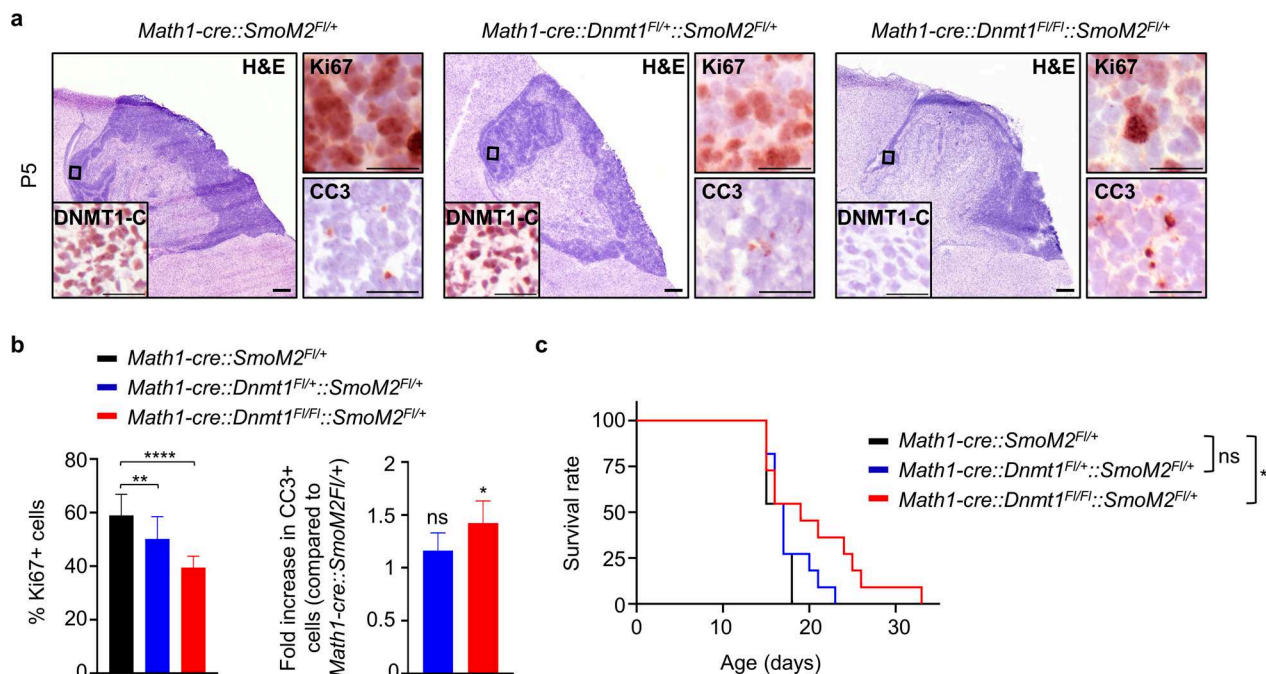 a
Math1-cre::SmoM2Fl/+
Math1-cre::Dnmt1Fl/+::SmoM2Fl/+
Math1-cre::Dnmt1Fl/Fl::SmoM2Fl/+
P5
H&E
DNMT1-C
Ki67
CC3
H&E
DNMT1-C
Ki67
CC3
H&E
DNMT1-C
Ki67
CC3
b
Math1-cre::SmoM2Fl/+
Math1-cre::Dnmt1Fl/+::SmoM2Fl/+
Math1-cre::Dnmt1Fl/Fl::SmoM2Fl/+
% Ki67+ cells
80
60
40
20
0
****
**
Fold increase in CC3+
cells (compared to
Math1-cre::SmoM2Fl/+)
2
1.5
1
0.5
0
ns
*
c
Survival rate
100
75
50
25
0
0
10
20
30
Age (days)
Math1-cre::SmoM2Fl/+
Math1-cre::Dnmt1Fl/+::SmoM2Fl/+
Math1-cre::Dnmt1Fl/Fl::SmoM2Fl/+
ns
*